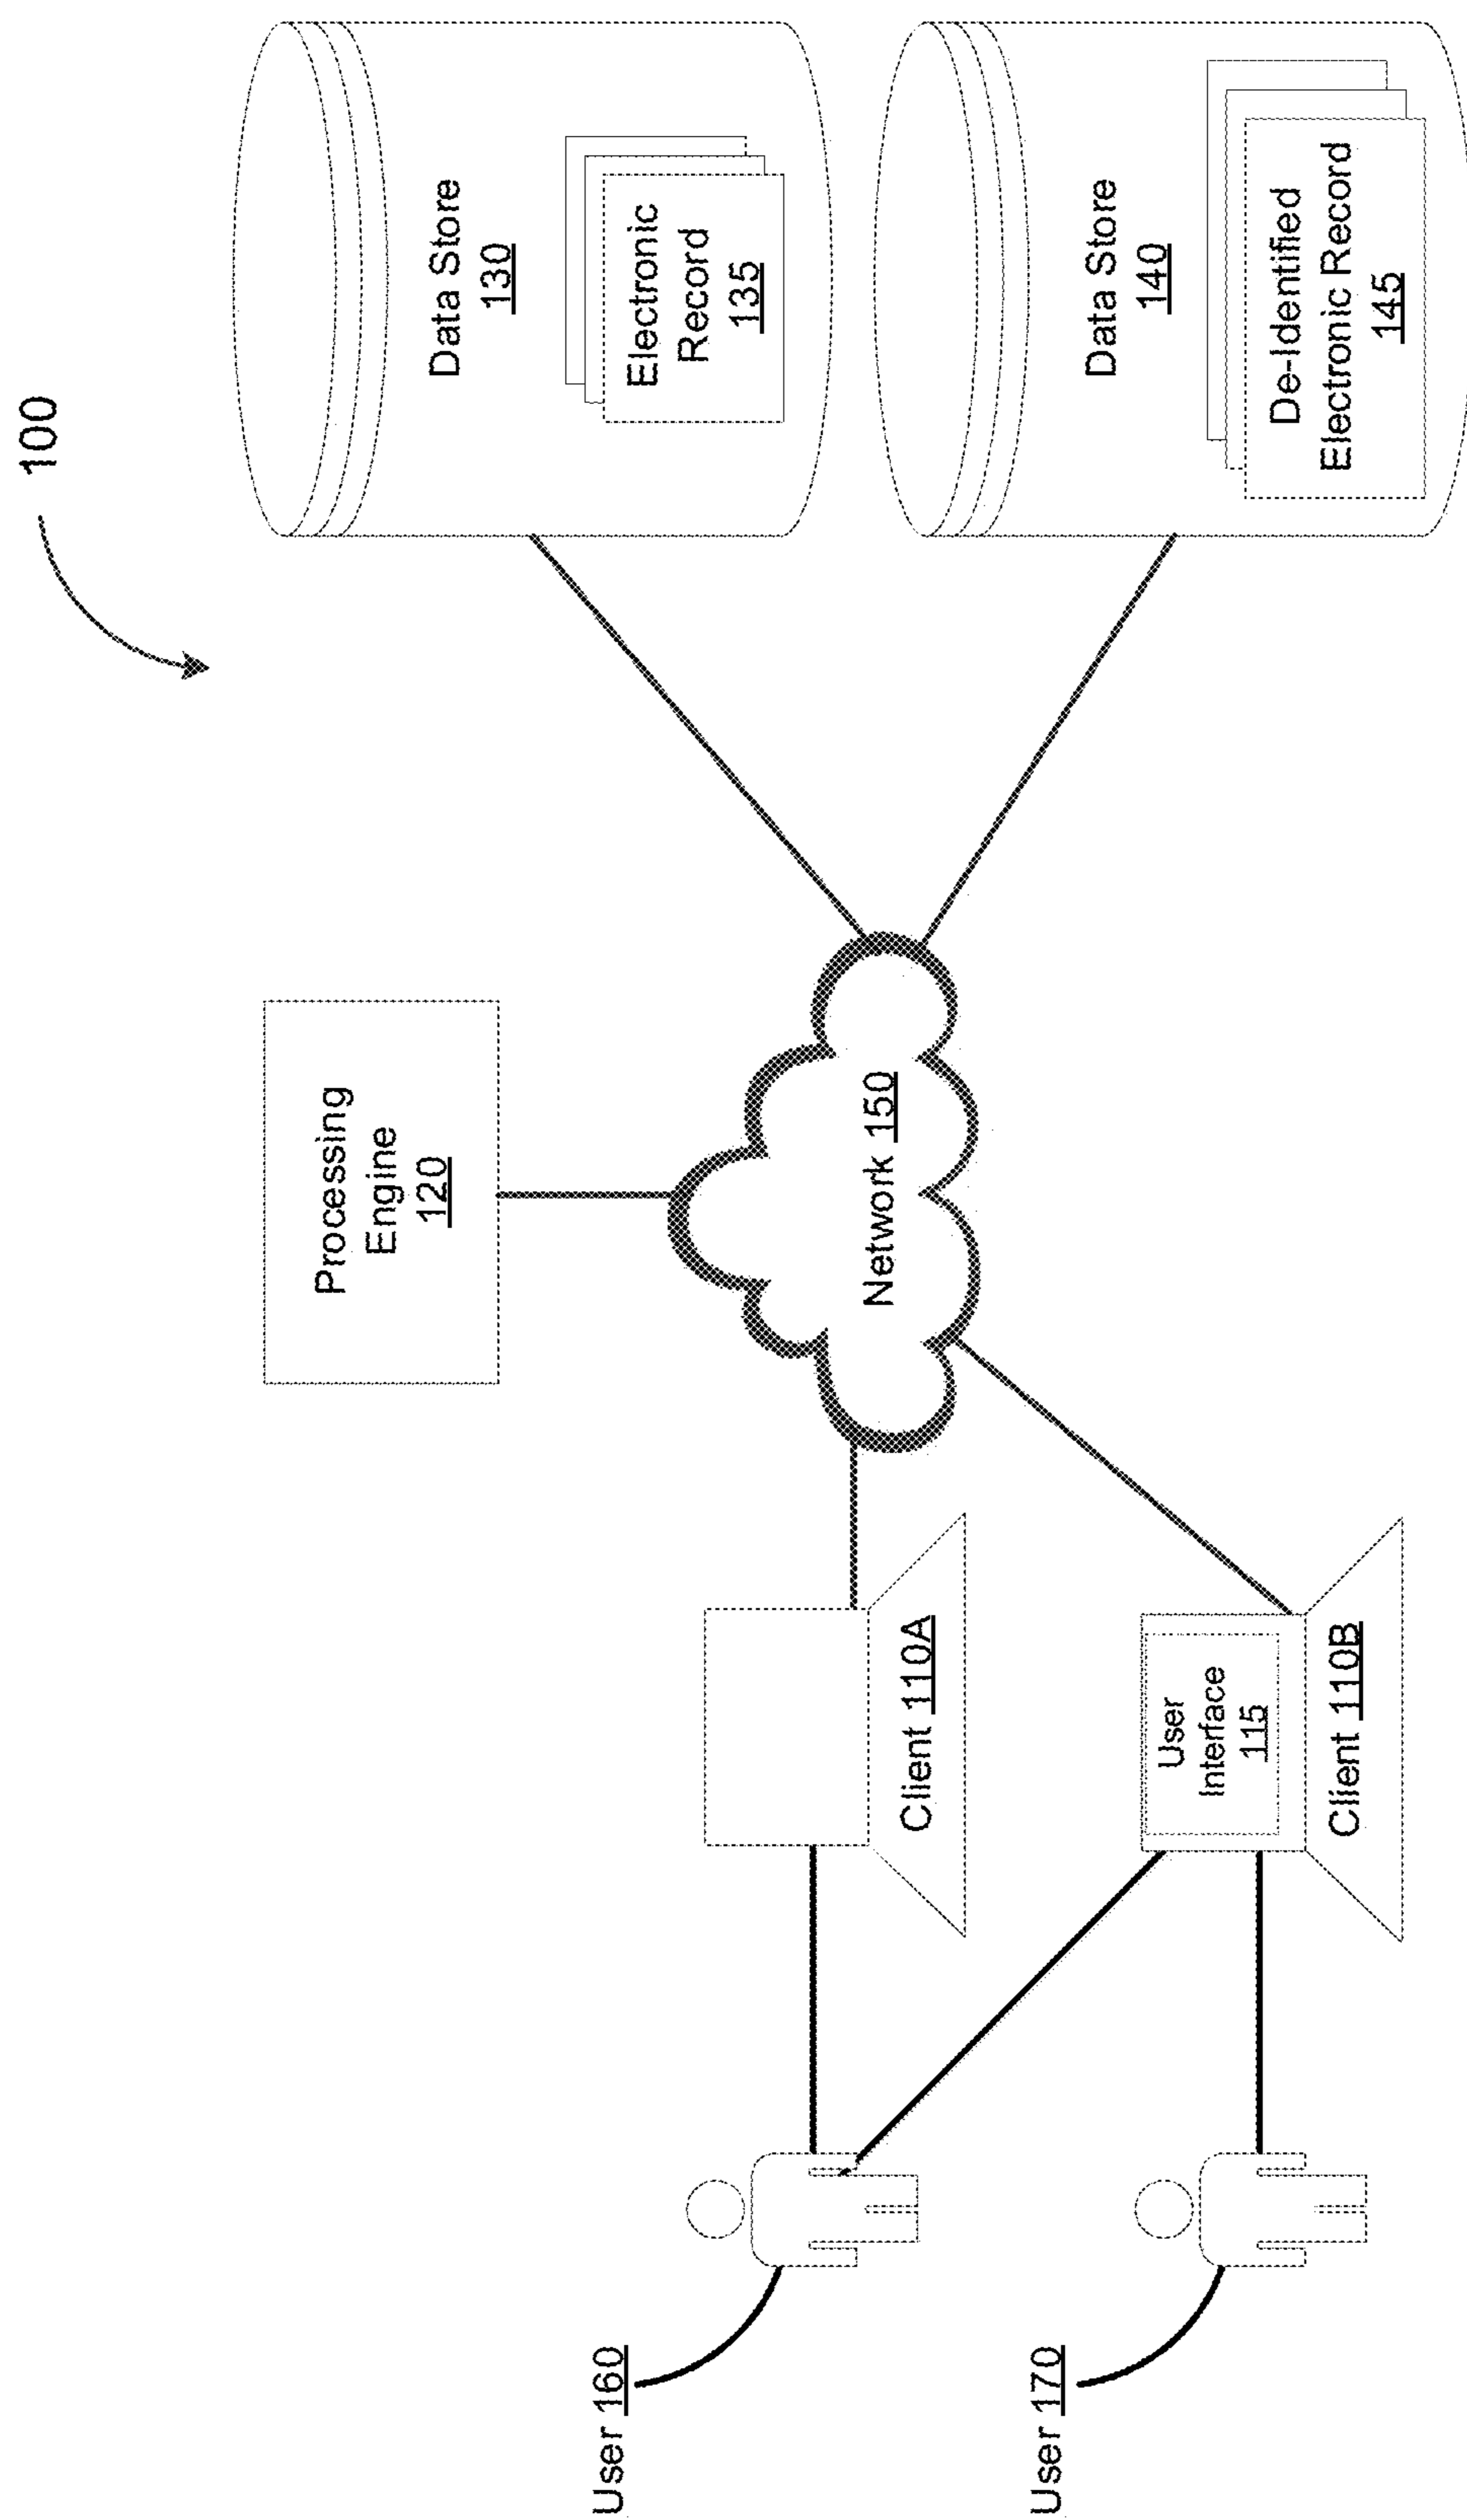 100
Processing
Engine
120
Data Store
130
Electronic
Record
135
User 160
Client 110A
Network 150
Data Store
140
De-Identified
Electronic Record
145
User 170
User
Interface
115
Client 110B